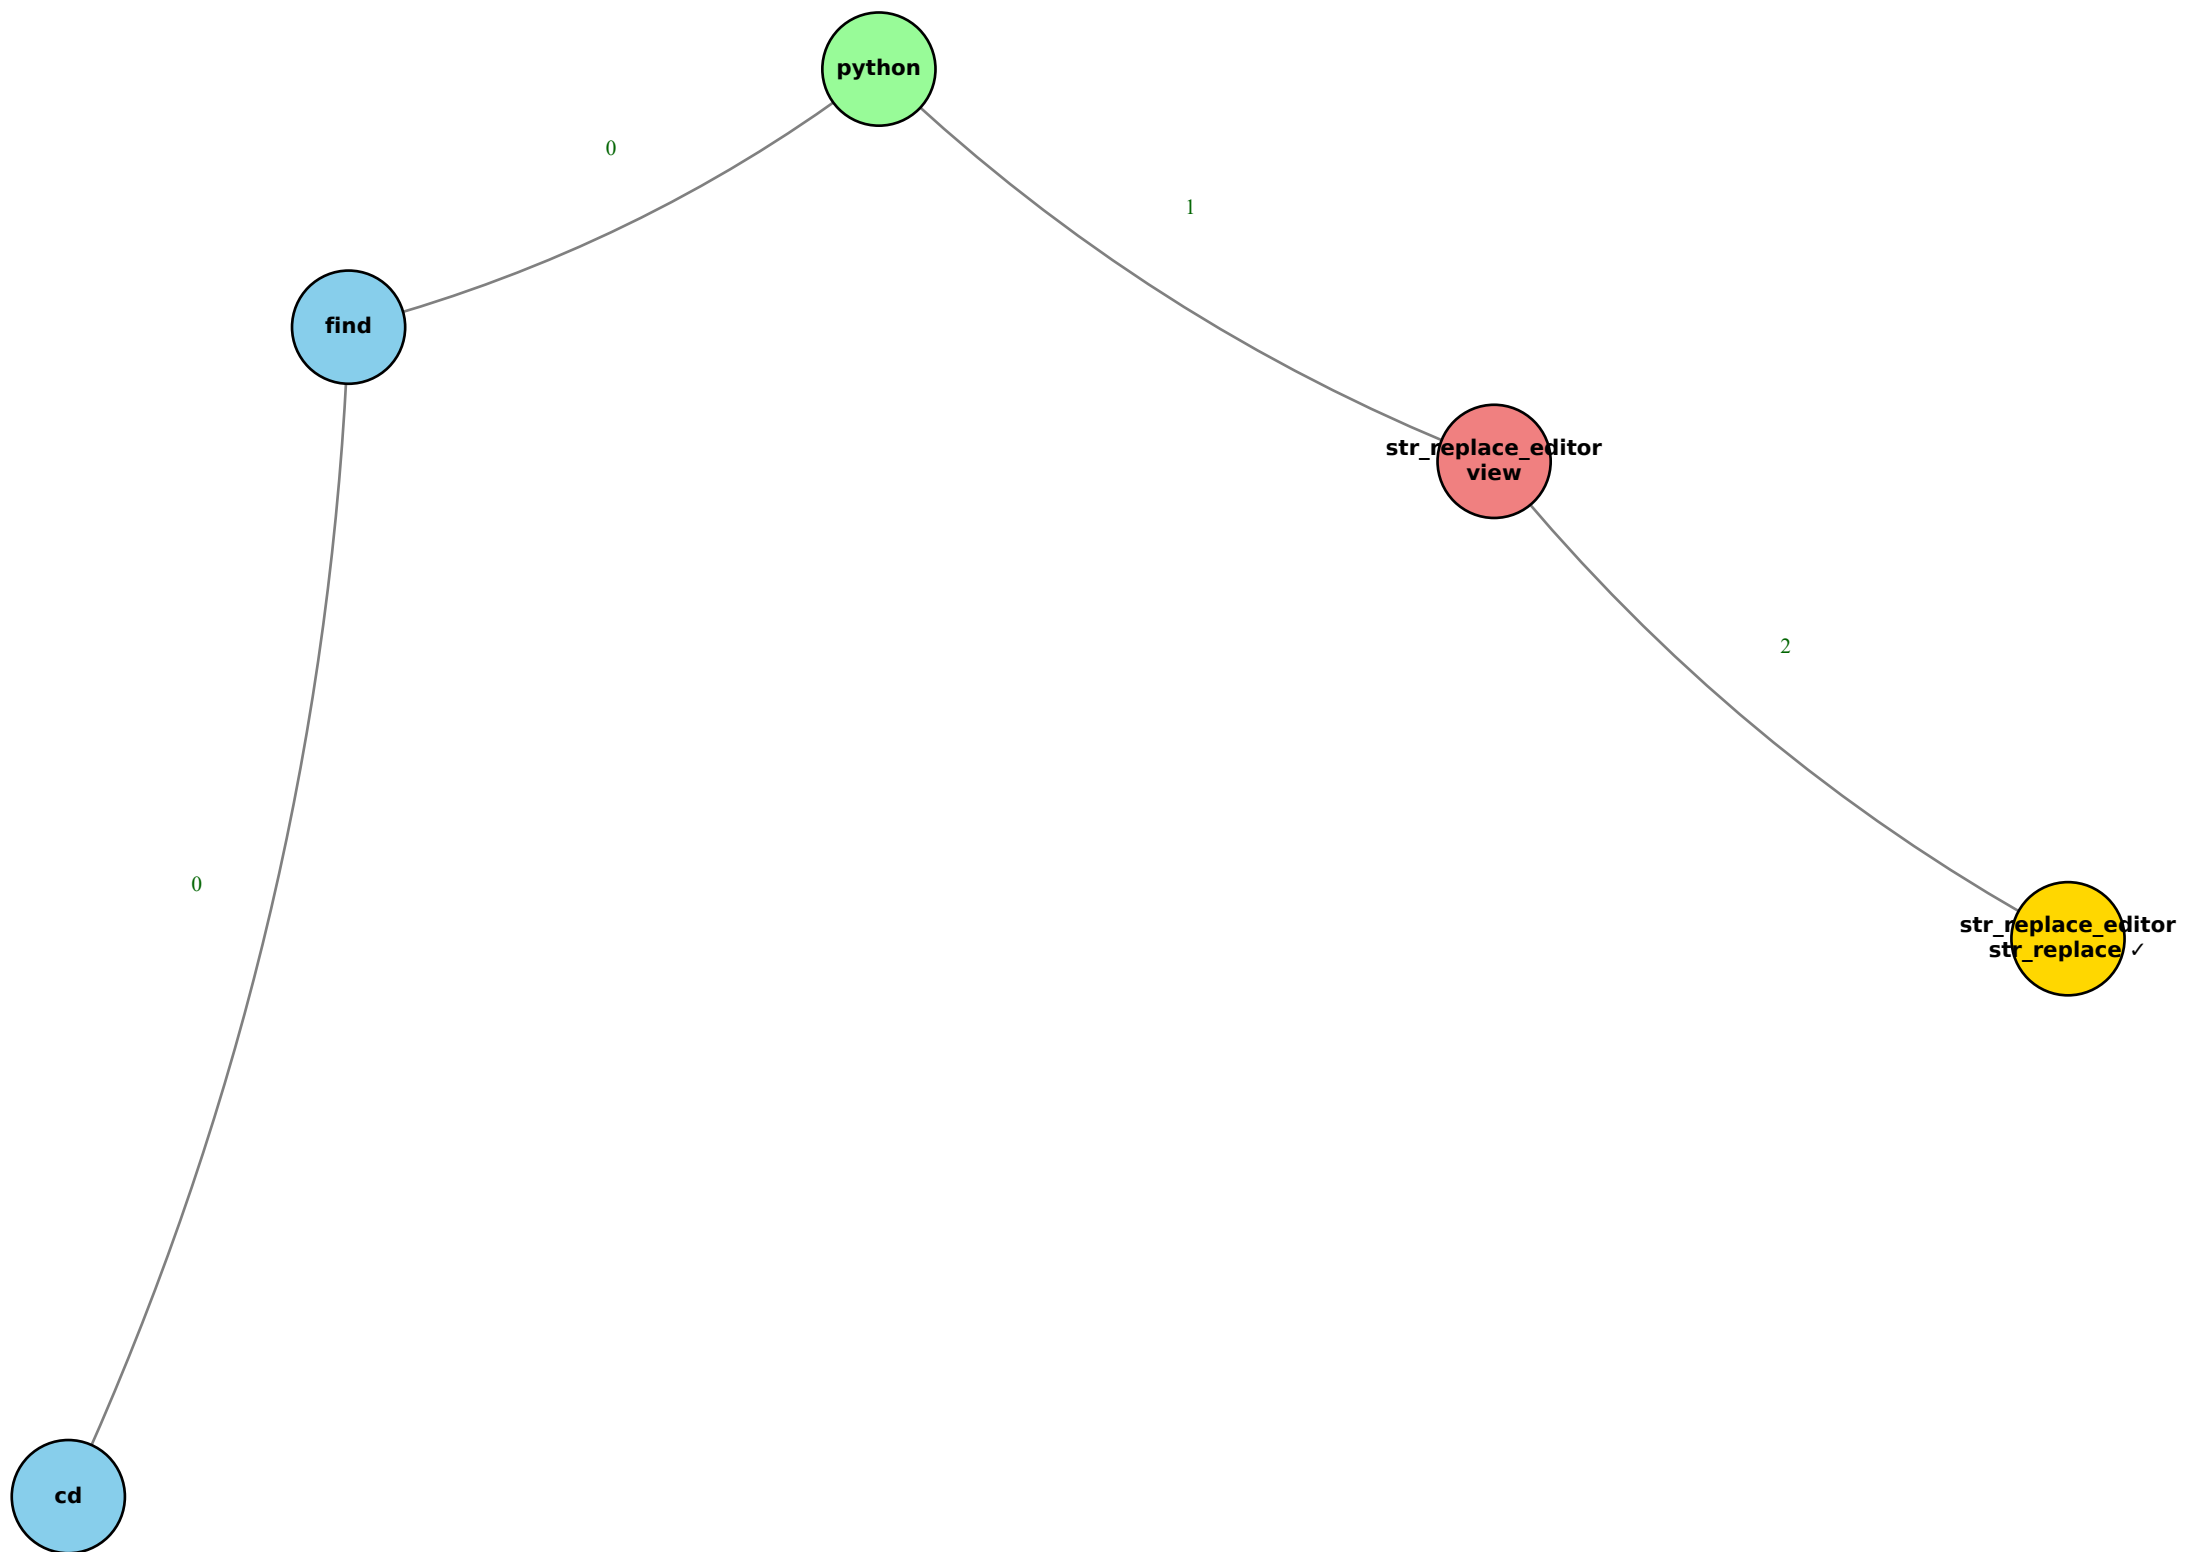 python
0
1
find
str_replace_editor
view
2
0
str_replace_editor
str_replace ✓
cd